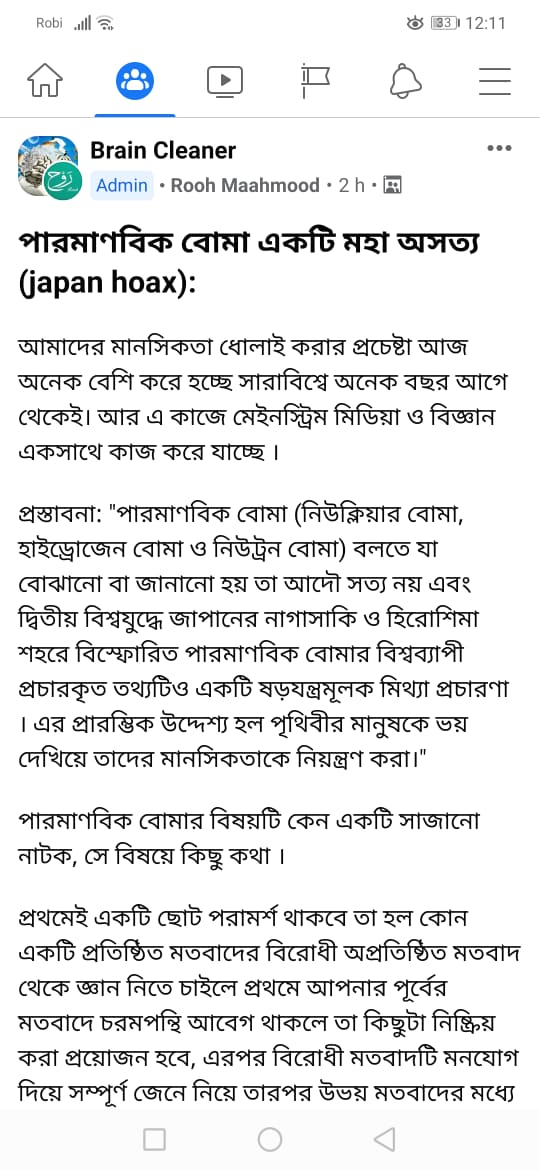 Robi 33 12:11
Brain Cleaner
Admin • Rooh Maahmood • 2 h •
পারমাণবিক বোমা একটি মহা অসত্য
(japan hoax):
আমাদের মানসিকতা ধোলাই করার প্রচেষ্টা আজ
অনেক বেশি করে হচ্ছে সারাবিশ্বে অনেক বছর আগে
থেকেই। আর এ কাজে মেইনস্ট্রিম মিডিয়া ও বিজ্ঞান
একসাথে কাজ করে যাচ্ছে ।
প্রস্তাবনা: "পারমাণবিক বোমা (নিউক্লিয়ার বোমা,
হাইড্রোজেন বোমা ও নিউট্রন বোমা) বলতে যা
বোঝানো বা জানানো হয় তা আদৌ সত্য নয় এবং
দ্বিতীয় বিশ্বযুদ্ধে জাপানের নাগাসাকি ও হিরোশিমা
শহরে বিস্ফোরিত পারমাণবিক বোমার বিশ্বব্যাপী
প্রচারকৃত তথ্যটিও একটি ষড়যন্ত্রমূলক মিথ্যা প্রচারণা
। এর প্রারম্ভিক উদ্দেশ্য হল পৃথিবীর মানুষকে ভয়
দেখিয়ে তাদের মানসিকতাকে নিয়ন্ত্রণ করা।"
পারমাণবিক বোমার বিষয়টি কেন একটি সাজানো
নাটক, সে বিষয়ে কিছু কথা ।
প্রথমেই একটি ছোট পরামর্শ থাকবে তা হল কোন
একটি প্রতিষ্ঠিত মতবাদের বিরোধী অপ্রতিষ্ঠিত মতবাদ
থেকে জ্ঞান নিতে চাইলে প্রথমে আপনার পূর্বের
মতবাদে চরমপন্থি আবেগ থাকলে তা কিছুটা নিষ্ক্রিয়
করা প্রয়োজন হবে, এরপর বিরোধী মতবাদটি মনযোগ
দিয়ে সম্পূর্ণ জেনে নিয়ে তারপর উভয় মতবাদের মধ্যে